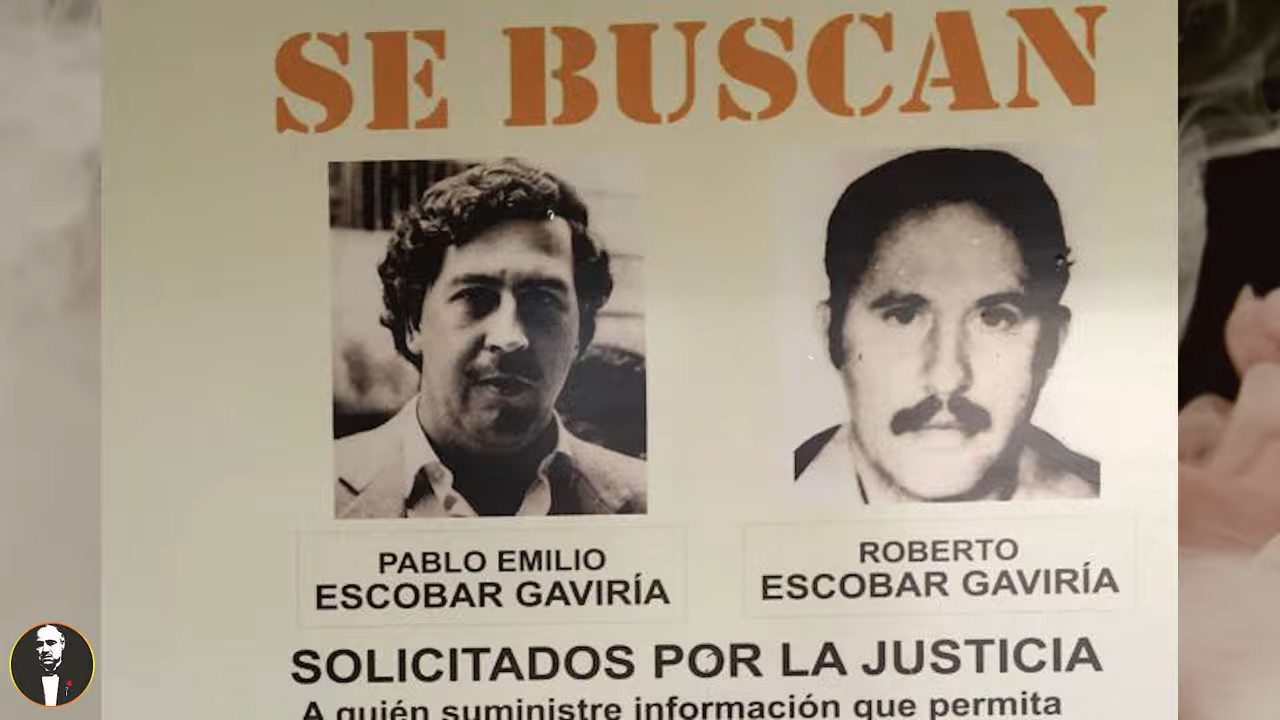 SE BUSCAN
PABLO EMILIO
ESCOBAR GAVIRÍA
ROBERTO
ESCOBAR GAVIRÍA
SOLICITADOS POR LA JUSTICIA
A quién suministre información que permita